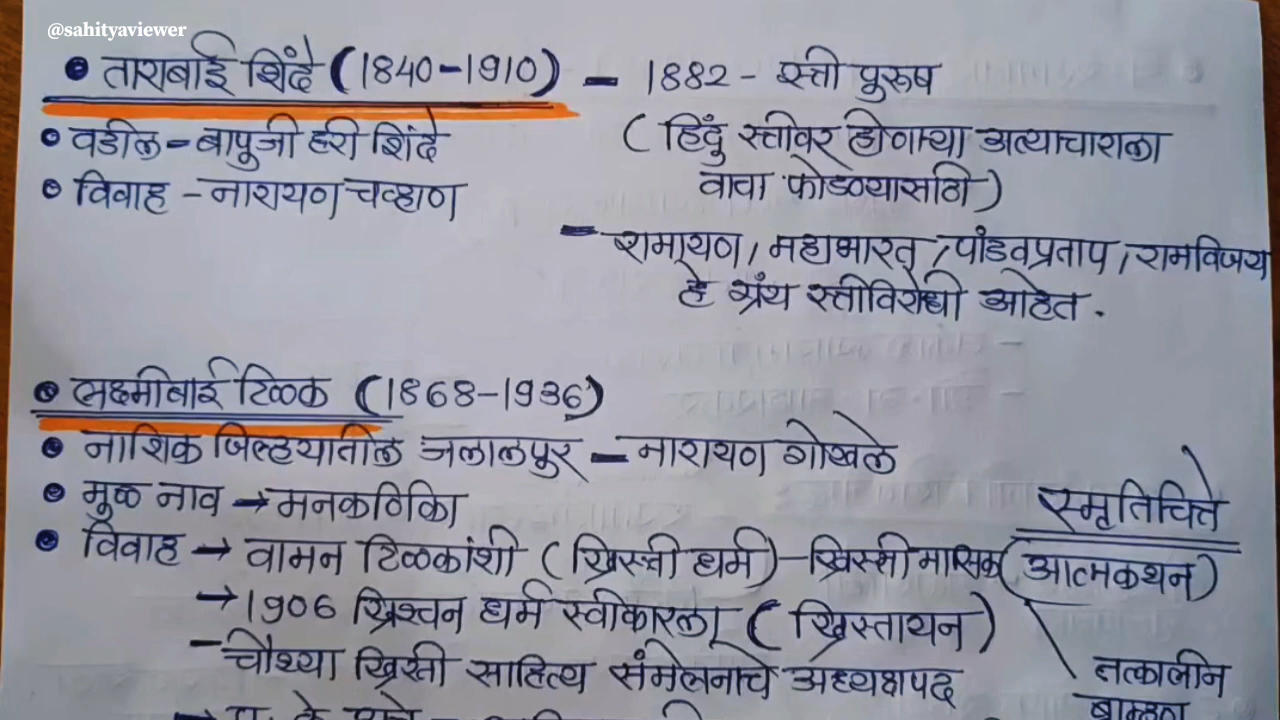 @sahityaviewer
• ताराबाई शिंदे (1840-1910) - 1882 - स्त्री पुरूष
• वडील - बापुजी हरी शिंदे
( हिंदु स्त्रीवर होणाऱ्या अत्याचाराला
वाचा फोडण्यासाठी )
• विवाह - नारायण चव्हाण
- रामायण, महाभारत, पांडवप्रताप, रामविजय
हे ग्रंथ स्त्रीविरोधी आहेत.
• लक्ष्मीबाई टिळक (1868-1936)
• नाशिक जिल्ह्यातील जलालपुर - नारायण गोखले
• मुळ नाव → मनकर्णिका
• विवाह → वामन टिळकांशी ( ख्रिस्ती धर्म ) - ख्रिस्ती मासिक
स्मृतिचित्रे
( आत्मकथन )
→ 1906 ख्रिश्चन धर्म स्वीकारला ( ख्रिस्तायन )
- चौथ्या ख्रिस्ती साहित्य संमेलनाचे अध्यक्षपद
तत्कालीन